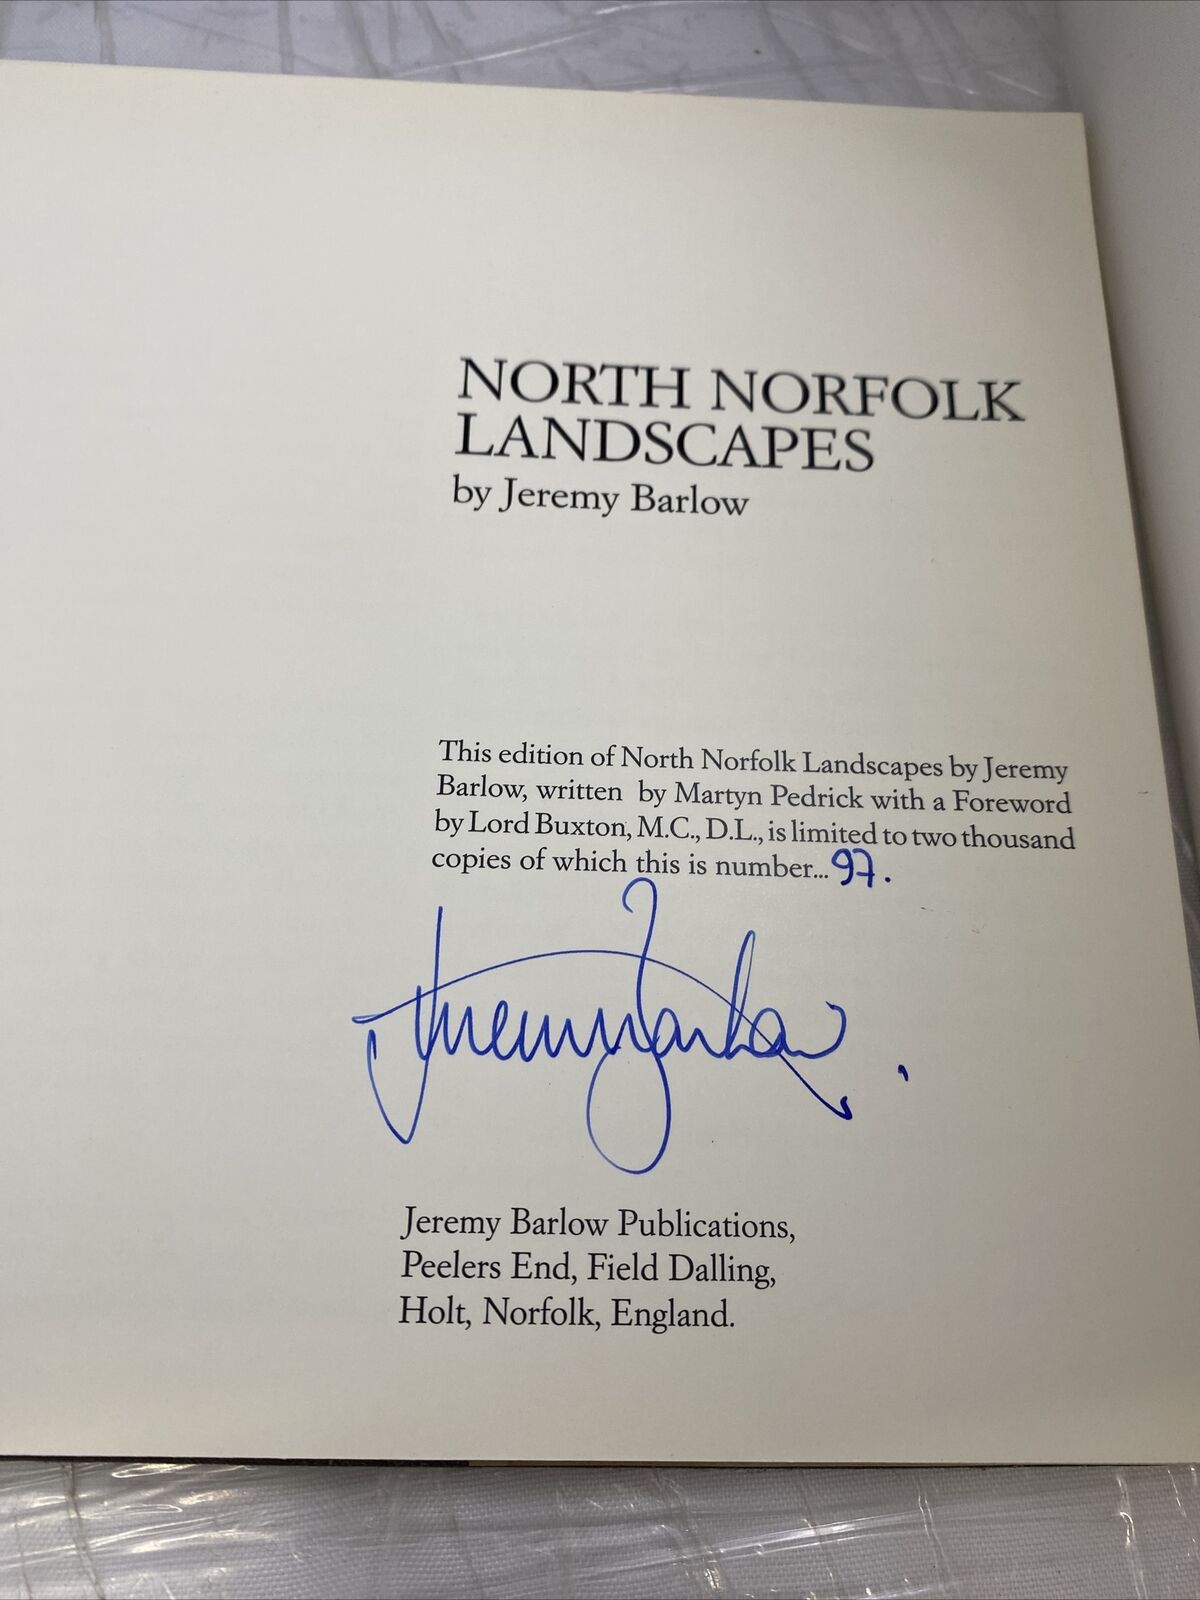 NORTH NORFOLK
LANDSCAPES
by Jeremy Barlow
This edition of North Norfolk Landscapes by Jeremy
Barlow, written by Martyn Pedrick with a Foreword
by Lord Buxton, M.C., D.L., is limited to two thousand
copies of which this is number...97.
Jeremy Barlow
Jeremy Barlow Publications,
Peelers End, Field Dalling,
Holt, Norfolk, England.